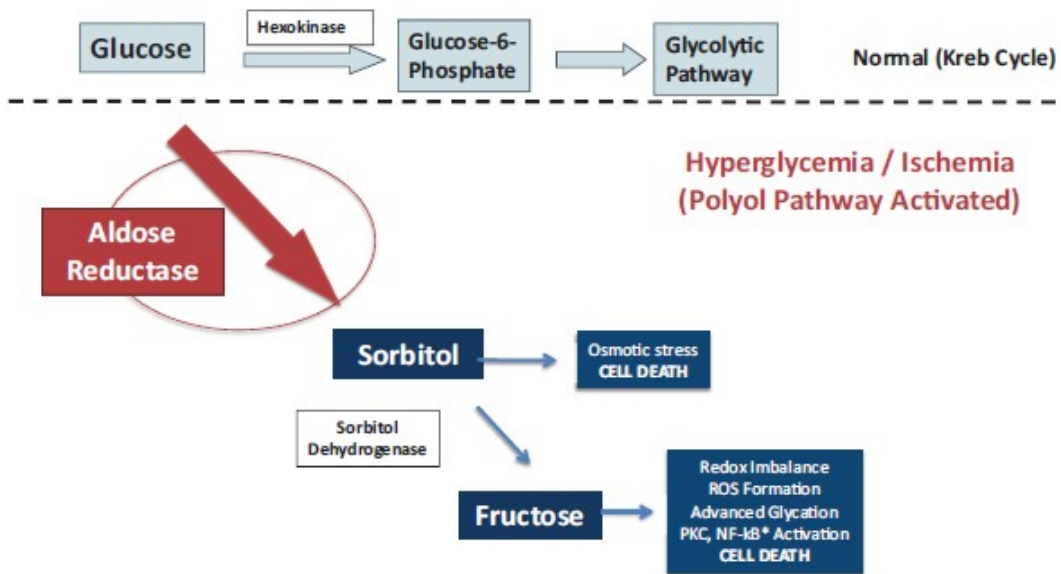 Glucose
Hexokinase
Glucose-6-
Phosphate
Glycolytic
Pathway
Normal (Kreb Cycle)
Hyperglycemia / Ischemia
(Polyol Pathway Activated)
Aldose
Reductase
Sorbitol
Osmotic stress
CELL DEATH
Sorbitol
Dehydrogenase
Fructose
Redox Imbalance
ROS Formation
Advanced Glycation
PKC, NF-kB* Activation
CELL DEATH